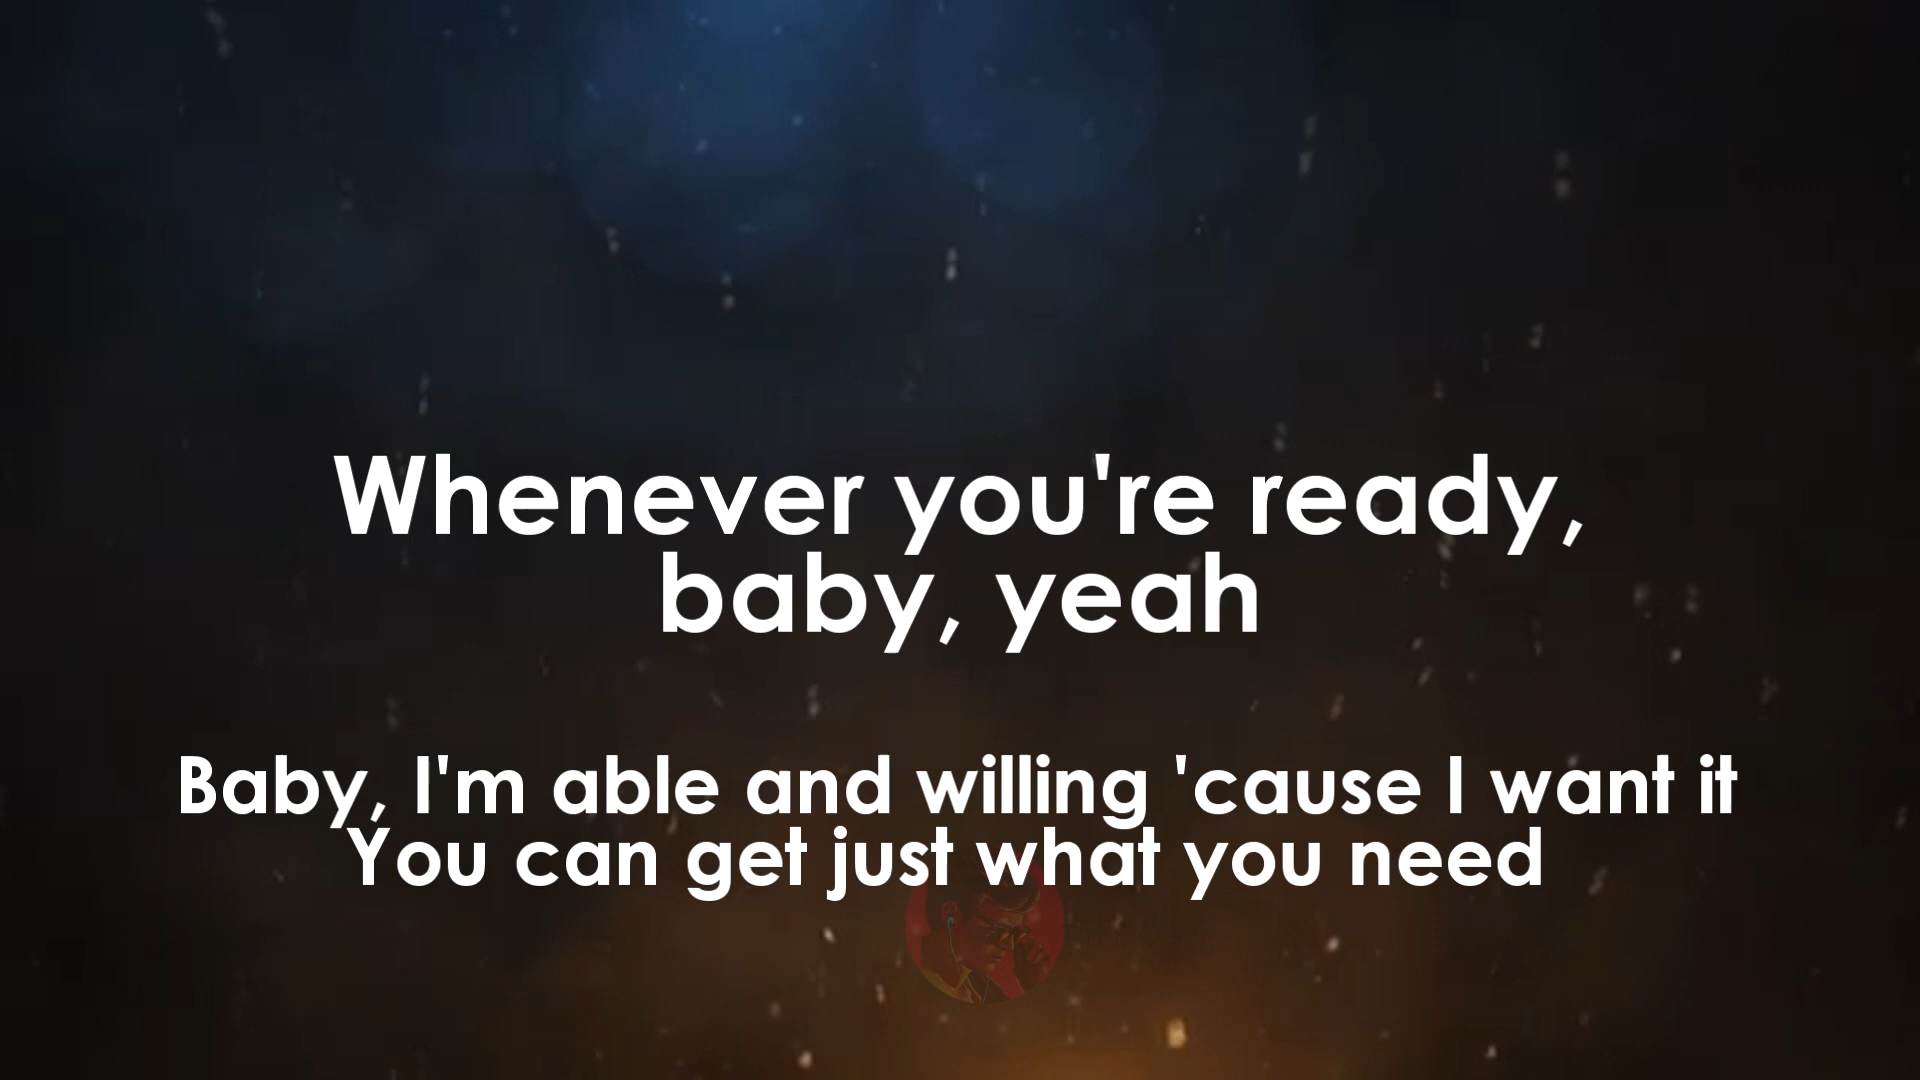 Whenever you're ready,
baby, yeah
Baby, I'm able and willing 'cause I want it
You can get just what you need